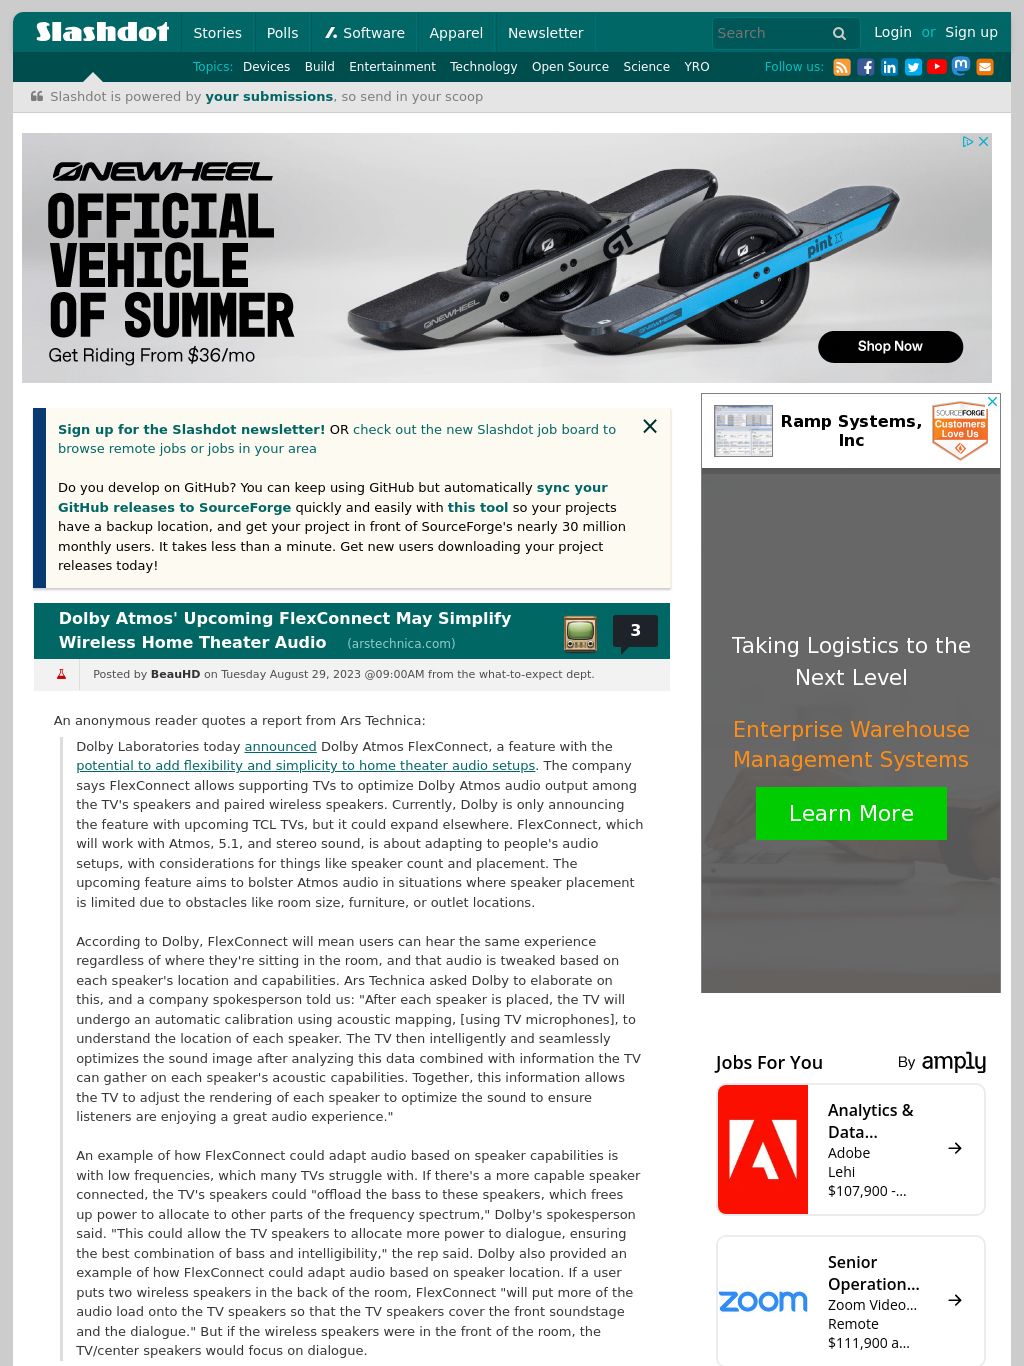 Slashdot
Stories
Polls
Software
Apparel
Newsletter
Search
Login or Sign up
Topics: Devices Build Entertainment Technology Open Source Science YRO
Follow us:
Slashdot is powered by your submissions, so send in your scoop
ONEWHEEL
OFFICIAL
VEHICLE
OF SUMMER
Get Riding From $36/mo
GT
ONEWHEEL
pint X
Shop Now
Sign up for the Slashdot newsletter! OR check out the new Slashdot job board to
browse remote jobs or jobs in your area
Do you develop on GitHub? You can keep using GitHub but automatically sync your
GitHub releases to SourceForge quickly and easily with this tool so your projects
have a backup location, and get your project in front of SourceForge's nearly 30 million
monthly users. It takes less than a minute. Get new users downloading your project
releases today!
Dolby Atmos' Upcoming FlexConnect May Simplify
Wireless Home Theater Audio (arstechnica.com)
3
Posted by BeauHD on Tuesday August 29, 2023 @09:00AM from the what-to-expect dept.
An anonymous reader quotes a report from Ars Technica:
Dolby Laboratories today announced Dolby Atmos FlexConnect, a feature with the
potential to add flexibility and simplicity to home theater audio setups. The company
says FlexConnect allows supporting TVs to optimize Dolby Atmos audio output among
the TV's speakers and paired wireless speakers. Currently, Dolby is only announcing
the feature with upcoming TCL TVs, but it could expand elsewhere. FlexConnect, which
will work with Atmos, 5.1, and stereo sound, is about adapting to people's audio
setups, with considerations for things like speaker count and placement. The
upcoming feature aims to bolster Atmos audio in situations where speaker placement
is limited due to obstacles like room size, furniture, or outlet locations.
According to Dolby, FlexConnect will mean users can hear the same experience
regardless of where they're sitting in the room, and that audio is tweaked based on
each speaker's location and capabilities. Ars Technica asked Dolby to elaborate on
this, and a company spokesperson told us: "After each speaker is placed, the TV will
undergo an automatic calibration using acoustic mapping, [using TV microphones], to
understand the location of each speaker. The TV then intelligently and seamlessly
optimizes the sound image after analyzing this data combined with information the TV
can gather on each speaker's acoustic capabilities. Together, this information allows
the TV to adjust the rendering of each speaker to optimize the sound to ensure
listeners are enjoying a great audio experience."
An example of how FlexConnect could adapt audio based on speaker capabilities is
with low frequencies, which many TVs struggle with. If there's a more capable speaker
connected, the TV's speakers could "offload the bass to these speakers, which frees
up power to allocate to other parts of the frequency spectrum," Dolby's spokesperson
said. "This could allow the TV speakers to allocate more power to dialogue, ensuring
the best combination of bass and intelligibility," the rep said. Dolby also provided an
example of how FlexConnect could adapt audio based on speaker location. If a user
puts two wireless speakers in the back of the room, FlexConnect "will put more of the
audio load onto the TV speakers so that the TV speakers cover the front soundstage
and the dialogue." But if the wireless speakers were in the front of the room, the
TV/center speakers would focus on dialogue.
Ramp Systems,
Inc
SOURCEFORGE
Customers
Love Us
Taking Logistics to the
Next Level
Enterprise Warehouse
Management Systems
Learn More
Jobs For You
By amply
Analytics &
Data...
Adobe
Lehi
$107,900 -...
zoom
Senior
Operation...
Zoom Video...
Remote
$111,900 a...